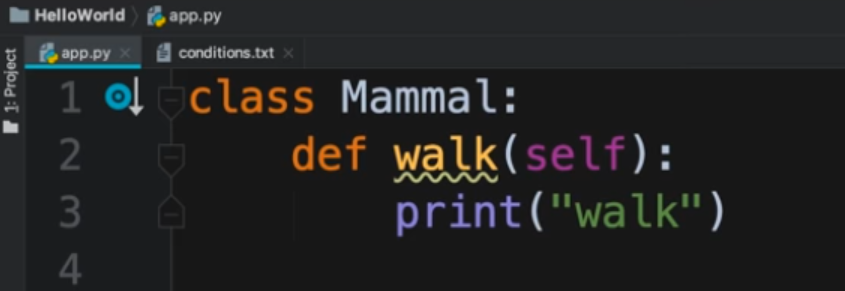 HelloWorld app.py
app.py conditions.txt
1: Project
1 class Mammal:
2 def walk(self):
3 print("walk")
4